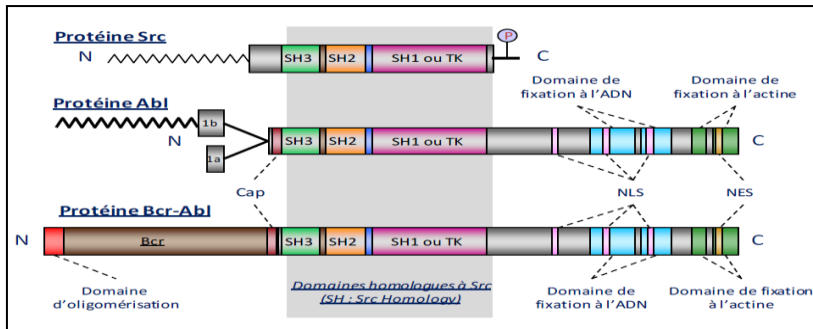 Protéine Src
P
N
SH3 SH2 SH1 ou TK
C
Domaine de
fixation à l'ADN
Domaine de
fixation à l'actine
Protéine Abl
1b
N
1a
SH3 SH2 SH1 ou TK
C
Cap
NLS
NES
Protéine Bcr-Abl
N
Bcr
SH3 SH2 SH1 ou TK
C
Domaine
d'oligomérisation
Domaines homologues à Src
(SH : Src Homology)
Domaines de
fixation à l'ADN
Domaine de fixation
à l'actine